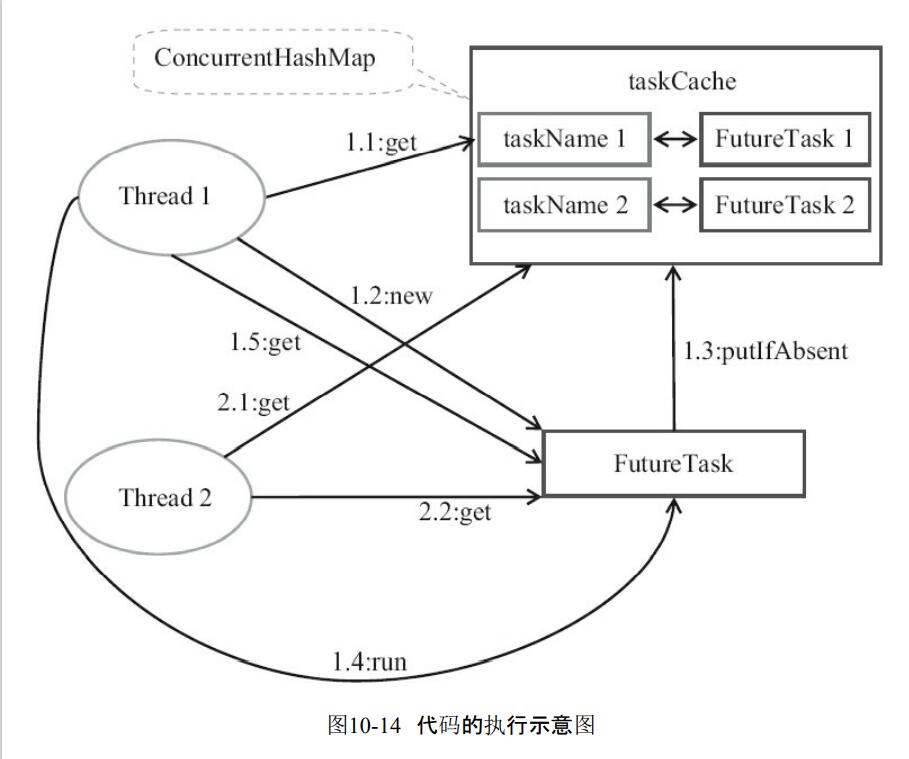 ConcurrentHashMap
taskCache
1.1:get
taskName 1
FutureTask 1
Thread 1
taskName 2
FutureTask 2
1.2:new
1.5:get
1.3:putIfAbsent
2.1:get
FutureTask
Thread 2
2.2:get
1.4:run
图10-14 代码的执行示意图